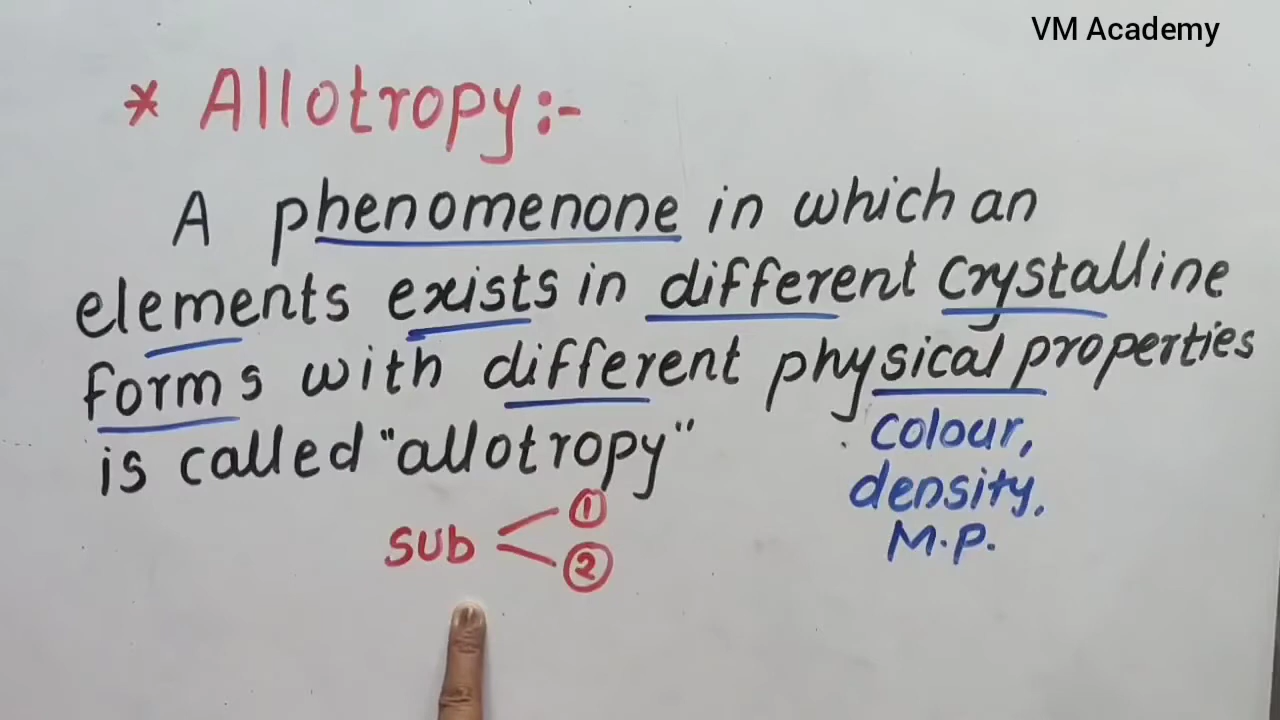 VM Academy
* Allotropy:-
A phenomenone in which an
elements exists in different crystalline
forms with different physical properties
is called "allotropy"
colour,
density.
M.P.
sub
1
2